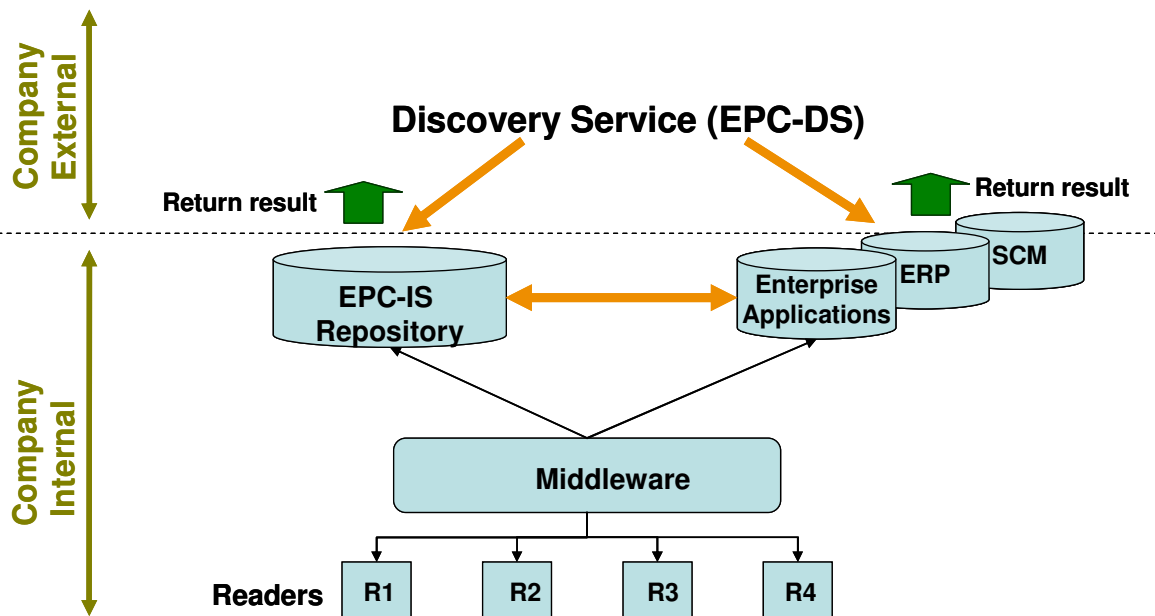 Company
External
Discovery Service (EPC-DS)
Return result
Return result
EPC-IS
Repository
Enterprise
Applications
ERP
SCM
Company
Internal
Middleware
Readers
R1
R2
R3
R4